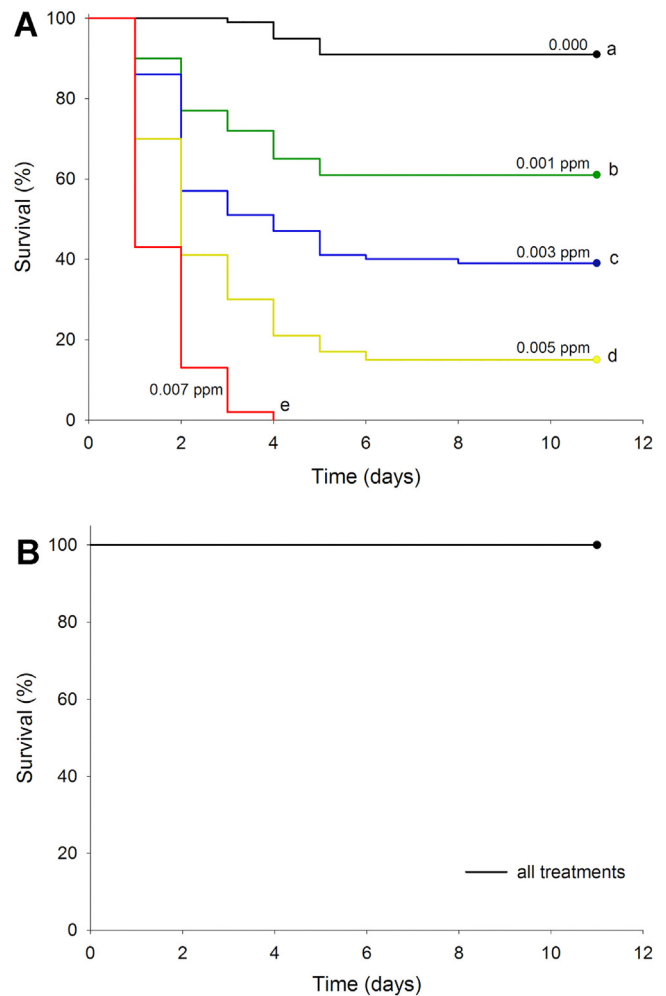 A
100
80
60
40
20
0
Survival (%)
0.000
a
0.001 ppm
b
0.003 ppm
c
0.005 ppm
d
0.007 ppm
e
0 2 4 6 8 10 12
Time (days)
B
100
80
60
40
20
0
Survival (%)
all treatments
0 2 4 6 8 10 12
Time (days)